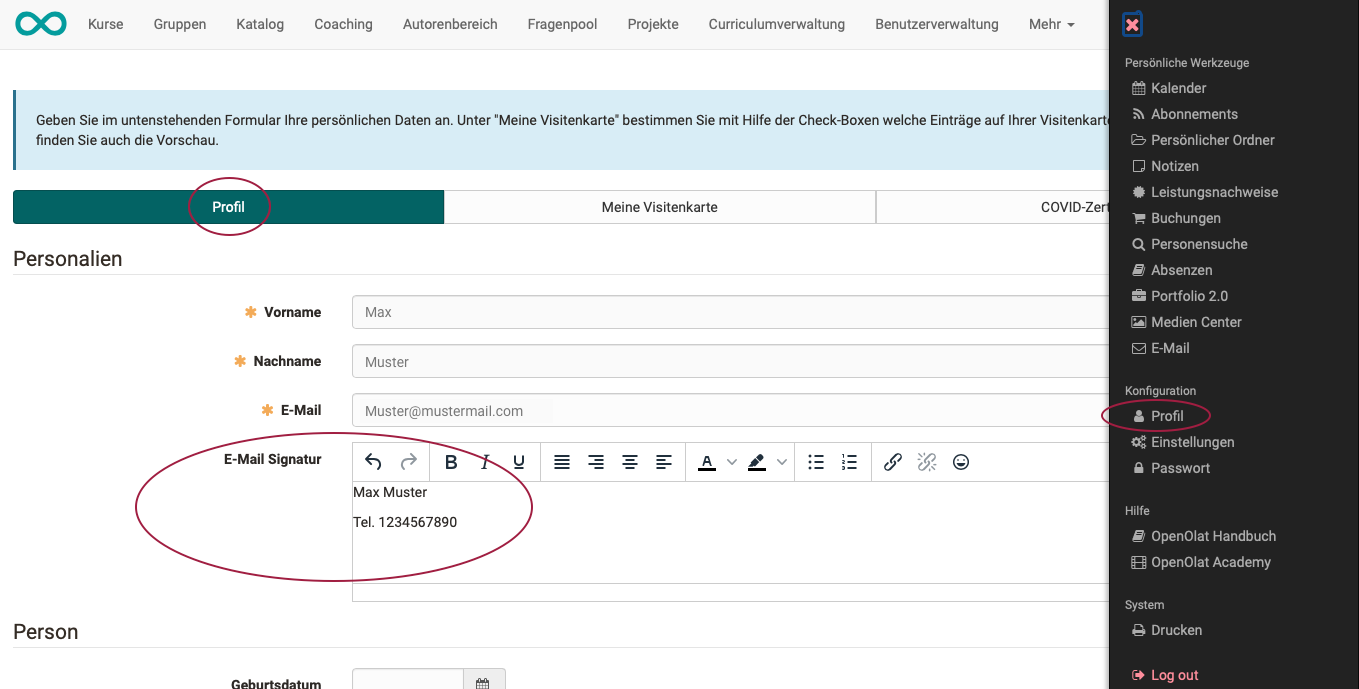 Kurse Gruppen Katalog Coaching Autorenbereich Fragenpool Projekte Curriculumverwaltung Benutzerverwaltung Mehr
Geben Sie im untenstehenden Formular Ihre persönlichen Daten an. Unter "Meine Visitenkarte" bestimmen Sie mit Hilfe der Check-Boxen welche Einträge auf Ihrer Visitenkarte
finden Sie auch die Vorschau.
Profil Meine Visitenkarte COVID-Zert
Personalien
Vorname Max
Nachname Muster
E-Mail Muster@mustermail.com
E-Mail Signatur
B I U A
Max Muster
Tel. 1234567890
Person
Geburtsdatum
Persönliche Werkzeuge
Kalender
Abonnements
Persönlicher Ordner
Notizen
Leistungsnachweise
Buchungen
Personensuche
Absenzen
Portfolio 2.0
Medien Center
E-Mail
Konfiguration
Profil
Einstellungen
Passwort
Hilfe
OpenOlat Handbuch
OpenOlat Academy
System
Drucken
Log out